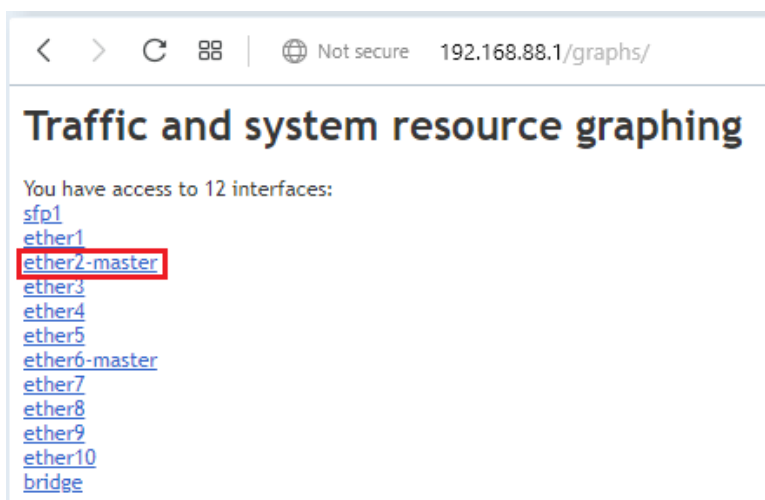 Not secure 192.168.88.1/graphs/
Traffic and system resource graphing
You have access to 12 interfaces:
sfp1
ether1
ether2-master
ether3
ether4
ether5
ether6-master
ether7
ether8
ether9
ether10
bridge